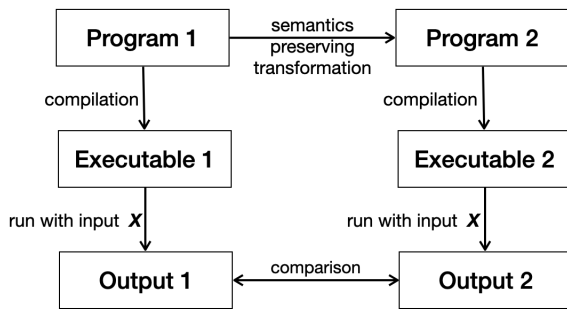 Program 1
semantics
preserving
transformation
Program 2
compilation
compilation
Executable 1
Executable 2
run with input X
run with input X
Output 1
comparison
Output 2